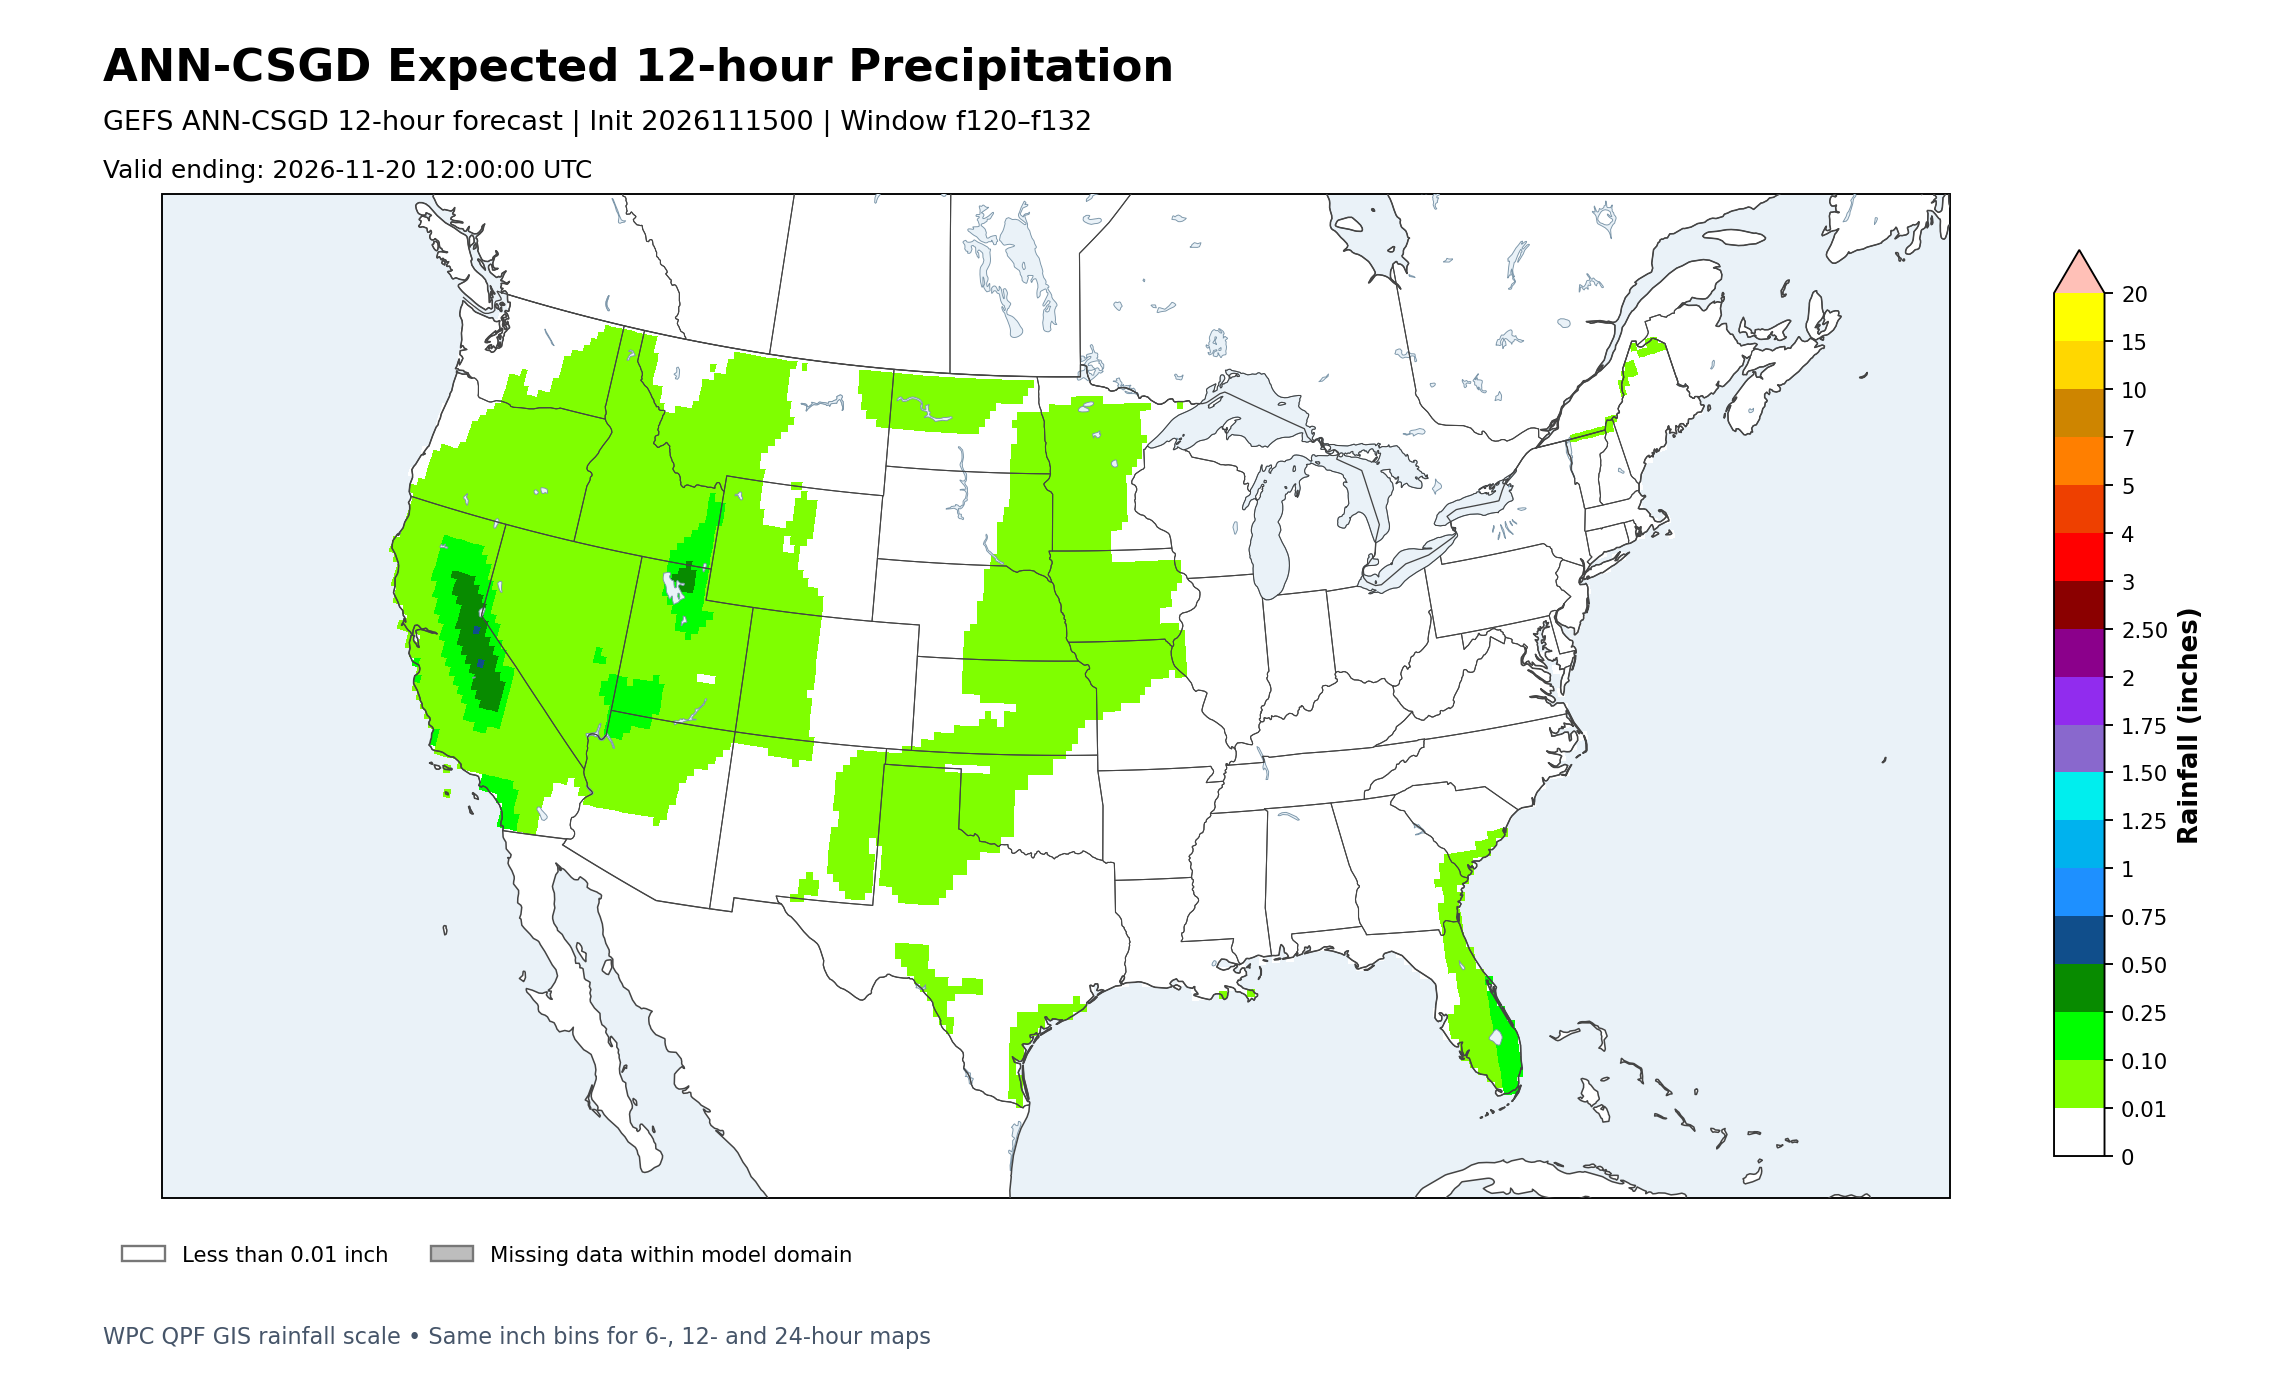 ANN-CSGD Expected 12-hour Precipitation
GEFS ANN-CSGD 12-hour forecast | Init 2026111500 | Window f120–f132
Valid ending: 2026-11-20 12:00:00 UTC
20
15
10
7
5
4
3
2.50
2
1.75
1.50
1.25
1
0.75
0.50
0.25
0.10
0.01
0
Rainfall (inches)
Less than 0.01 inch
Missing data within model domain
WPC QPF GIS rainfall scale • Same inch bins for 6-, 12- and 24-hour maps